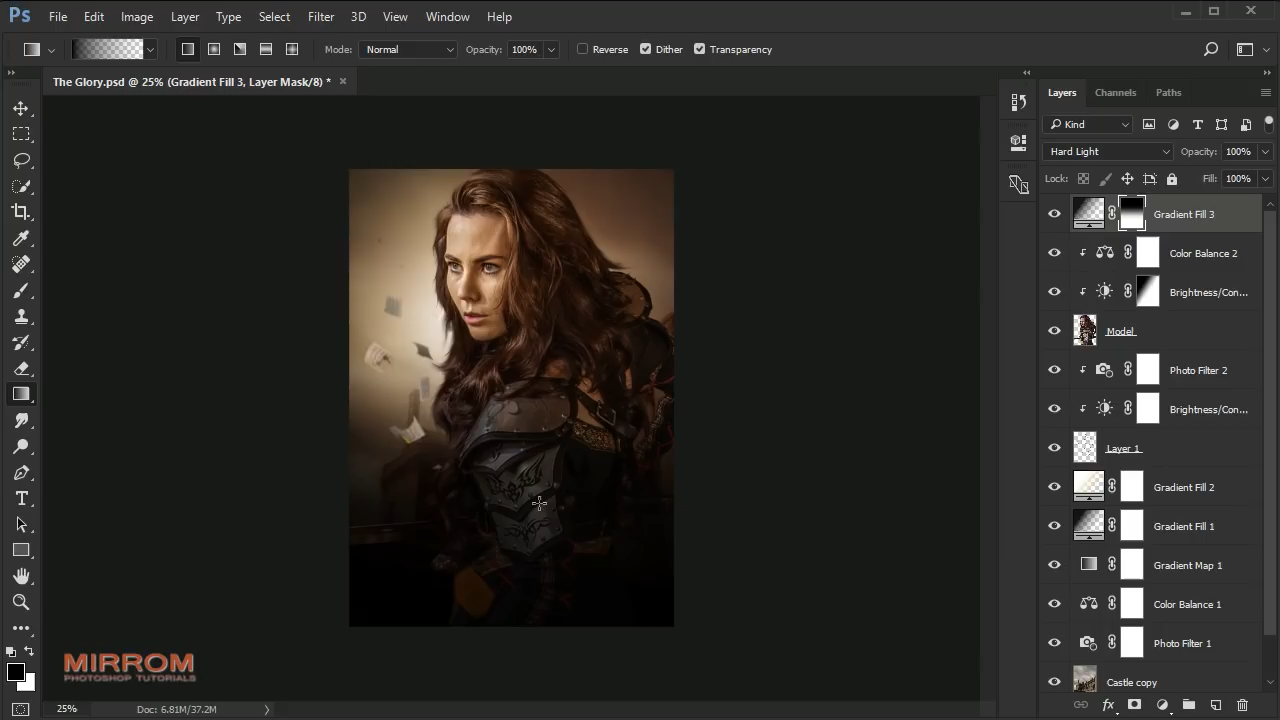 Ps File Edit Image Layer Type Select Filter 3D View Window Help
Mode: Normal Opacity: 100% Reverse Dither Transparency
The Glory.psd @ 25% (Gradient Fill 3, Layer Mask/8) *
Layers Channels Paths
Kind
Hard Light Opacity: 100%
Lock: Fill: 100%
Gradient Fill 3
Color Balance 2
Brightness/Con...
Model
Photo Filter 2
Brightness/Con...
Layer 1
Gradient Fill 2
Gradient Fill 1
Gradient Map 1
Color Balance 1
Photo Filter 1
Castle copy
MIRROM
PHOTOSHOP TUTORIALS
25% Doc: 6.81M/37.2M